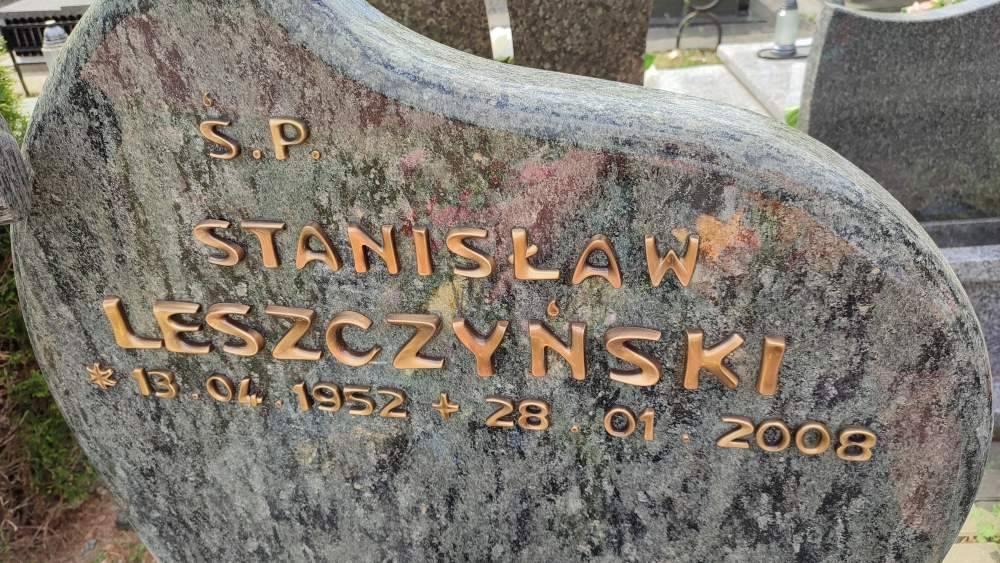 Ś.P.
STANISŁAW
LESZCZYŃSKI
* 13.04.1952 + 28.01.2008